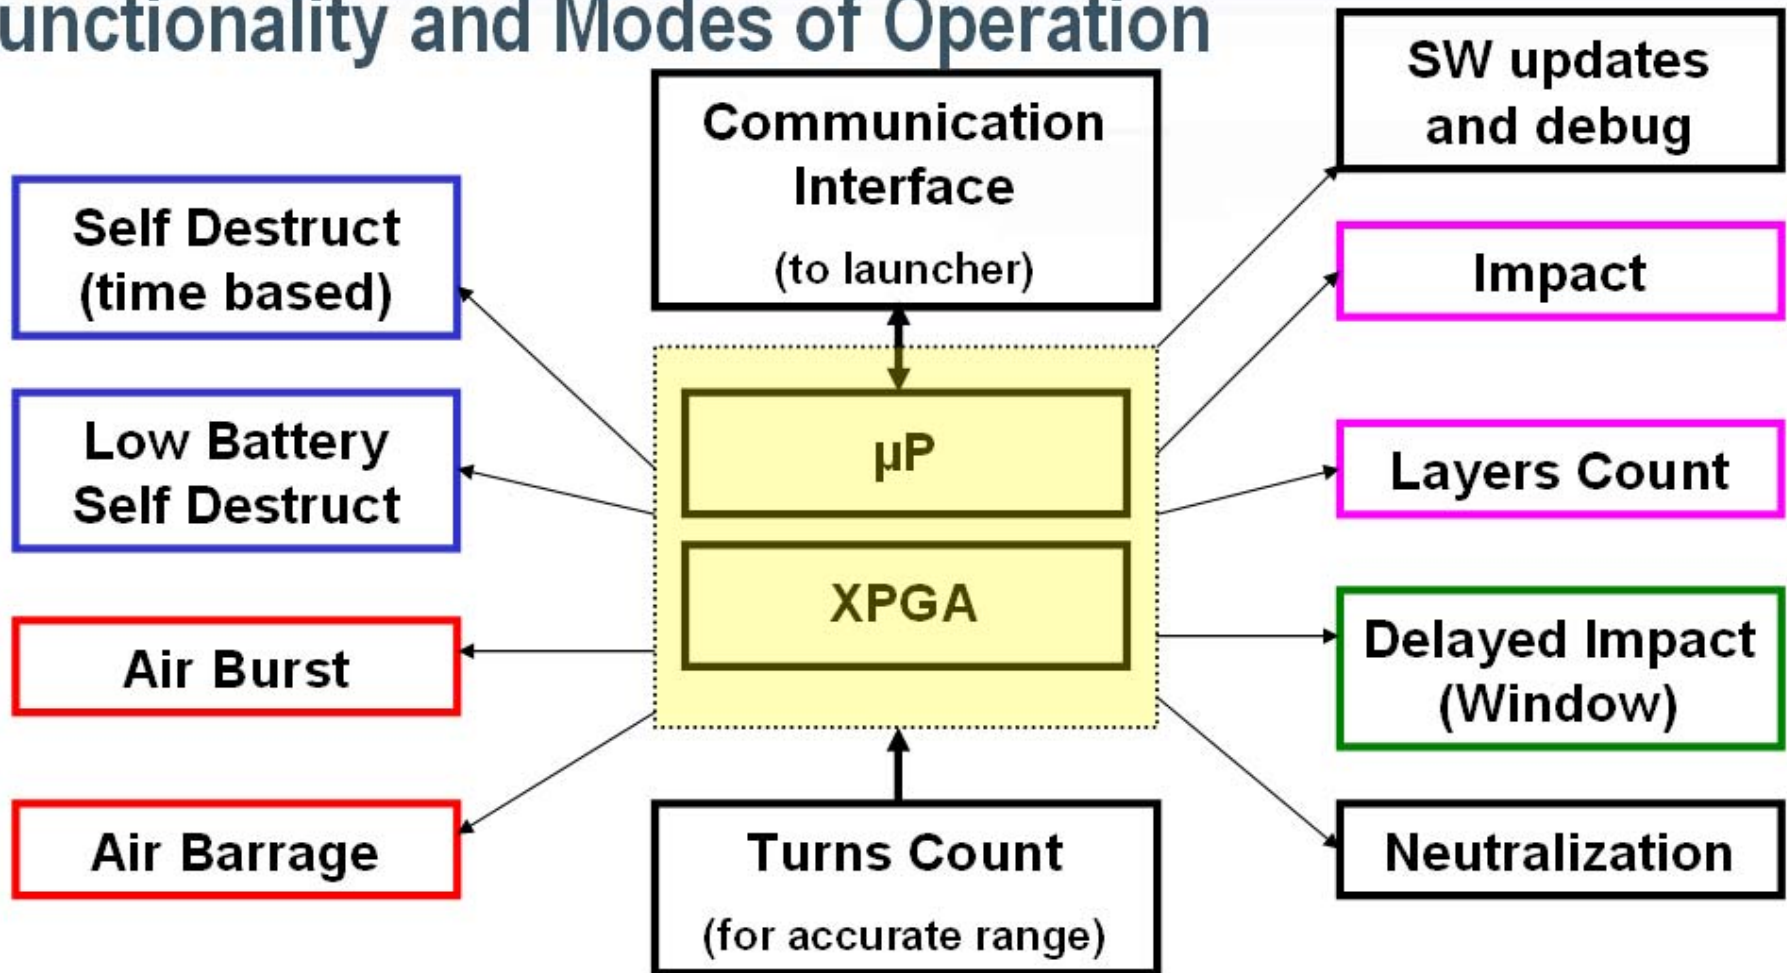 unctionality and Modes of Operation
Communication
Interface
(to launcher)
SW updates
and debug
Self Destruct
(time based)
Impact
Low Battery
Self Destruct
µP
Layers Count
XPGA
Air Burst
Delayed Impact
(Window)
Air Barrage
Turns Count
(for accurate range)
Neutralization